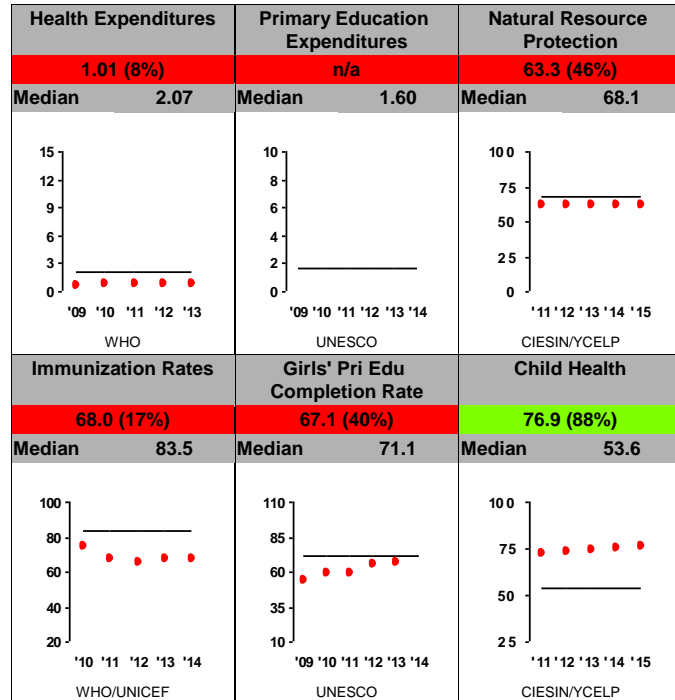 Health Expenditures
1.01 (8%)
Median 2.07
15
12
9
6
3
0
'09 '10 '11 '12 '13
WHO
Primary Education
Expenditures
n/a
Median 1.60
10
8
6
4
2
0
'09 '10 '11 '12 '13 '14
UNESCO
Natural Resource
Protection
63.3 (46%)
Median 68.1
100
75
50
25
0
'11 '12 '13 '14 '15
CIESIN/YCELP
Immunization Rates
68.0 (17%)
Median 83.5
100
80
60
40
20
'10 '11 '12 '13 '14
WHO/UNICEF
Girls' Pri Edu
Completion Rate
67.1 (40%)
Median 71.1
110
85
60
35
10
'09 '10 '11 '12 '13 '14
UNESCO
Child Health
76.9 (88%)
Median 53.6
100
75
50
25
'11 '12 '13 '14 '15
CIESIN/YCELP